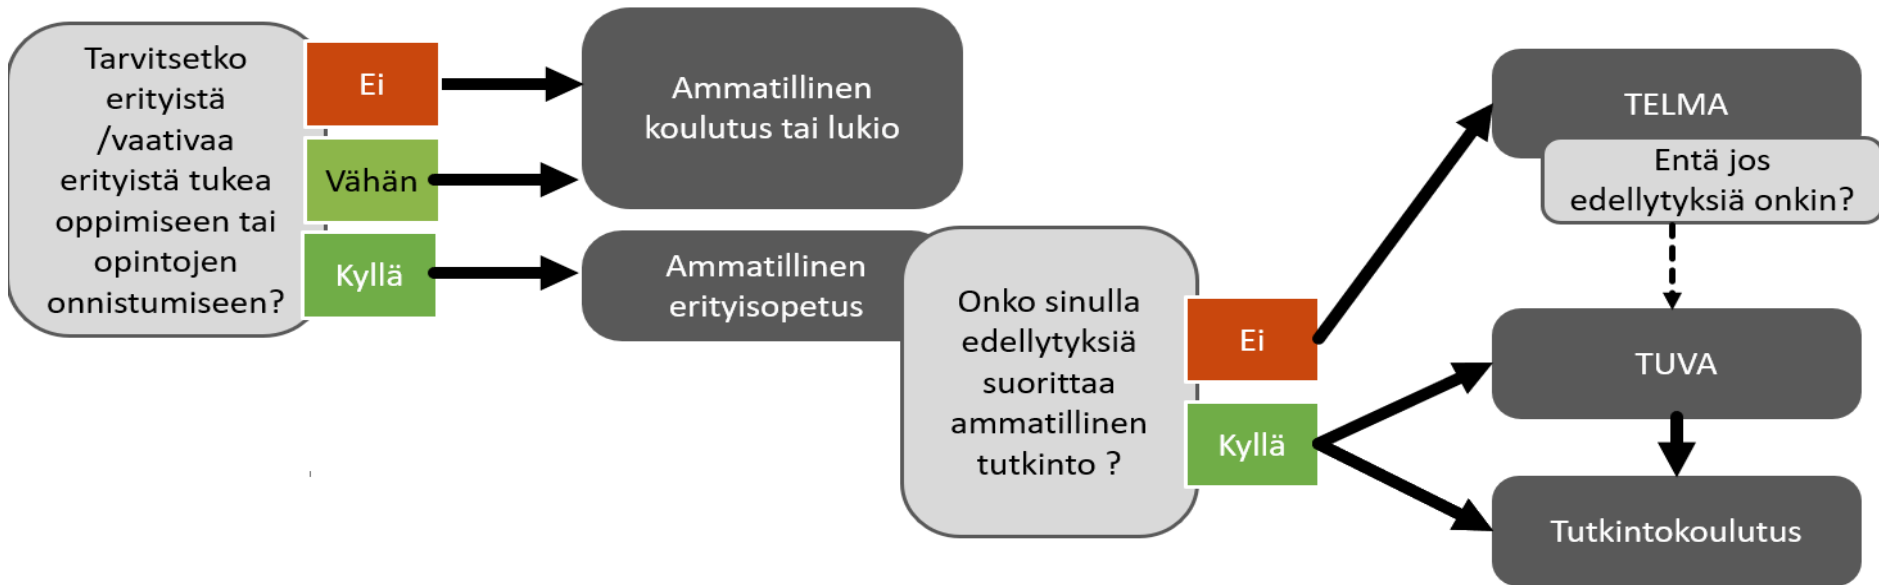 Tarvitsetko
erityistä
/vaativaa
erityistä tukea
oppimiseen tai
opintojen
onnistumiseen?
Ei
Vähän
Kyllä
Ammatillinen
koulutus tai lukio
Ammatillinen
erityisopetus
Onko sinulla
edellytyksiä
suorittaa
ammatillinen
tutkinto ?
Ei
Kyllä
TELMA
Entä jos
edellytyksiä onkin?
TUVA
Tutkintokoulutus